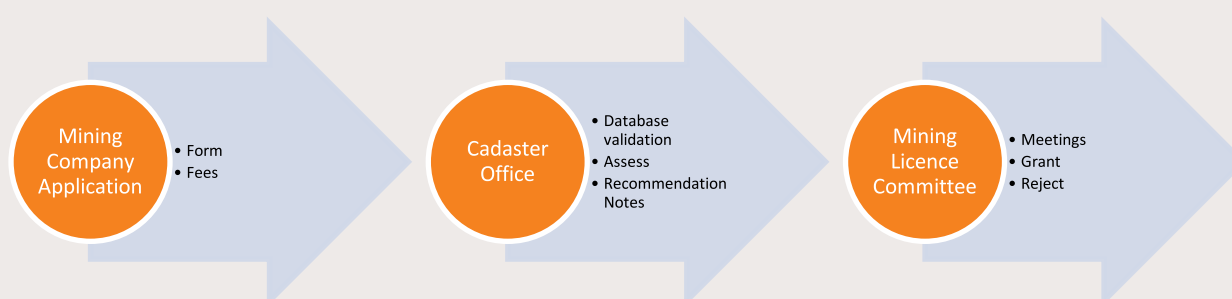 Mining
Company
Application
• Form
• Fees
Cadaster
Office
• Database
validation
• Assess
• Recommendation
Notes
Mining
Licence
Committee
• Meetings
• Grant
• Reject